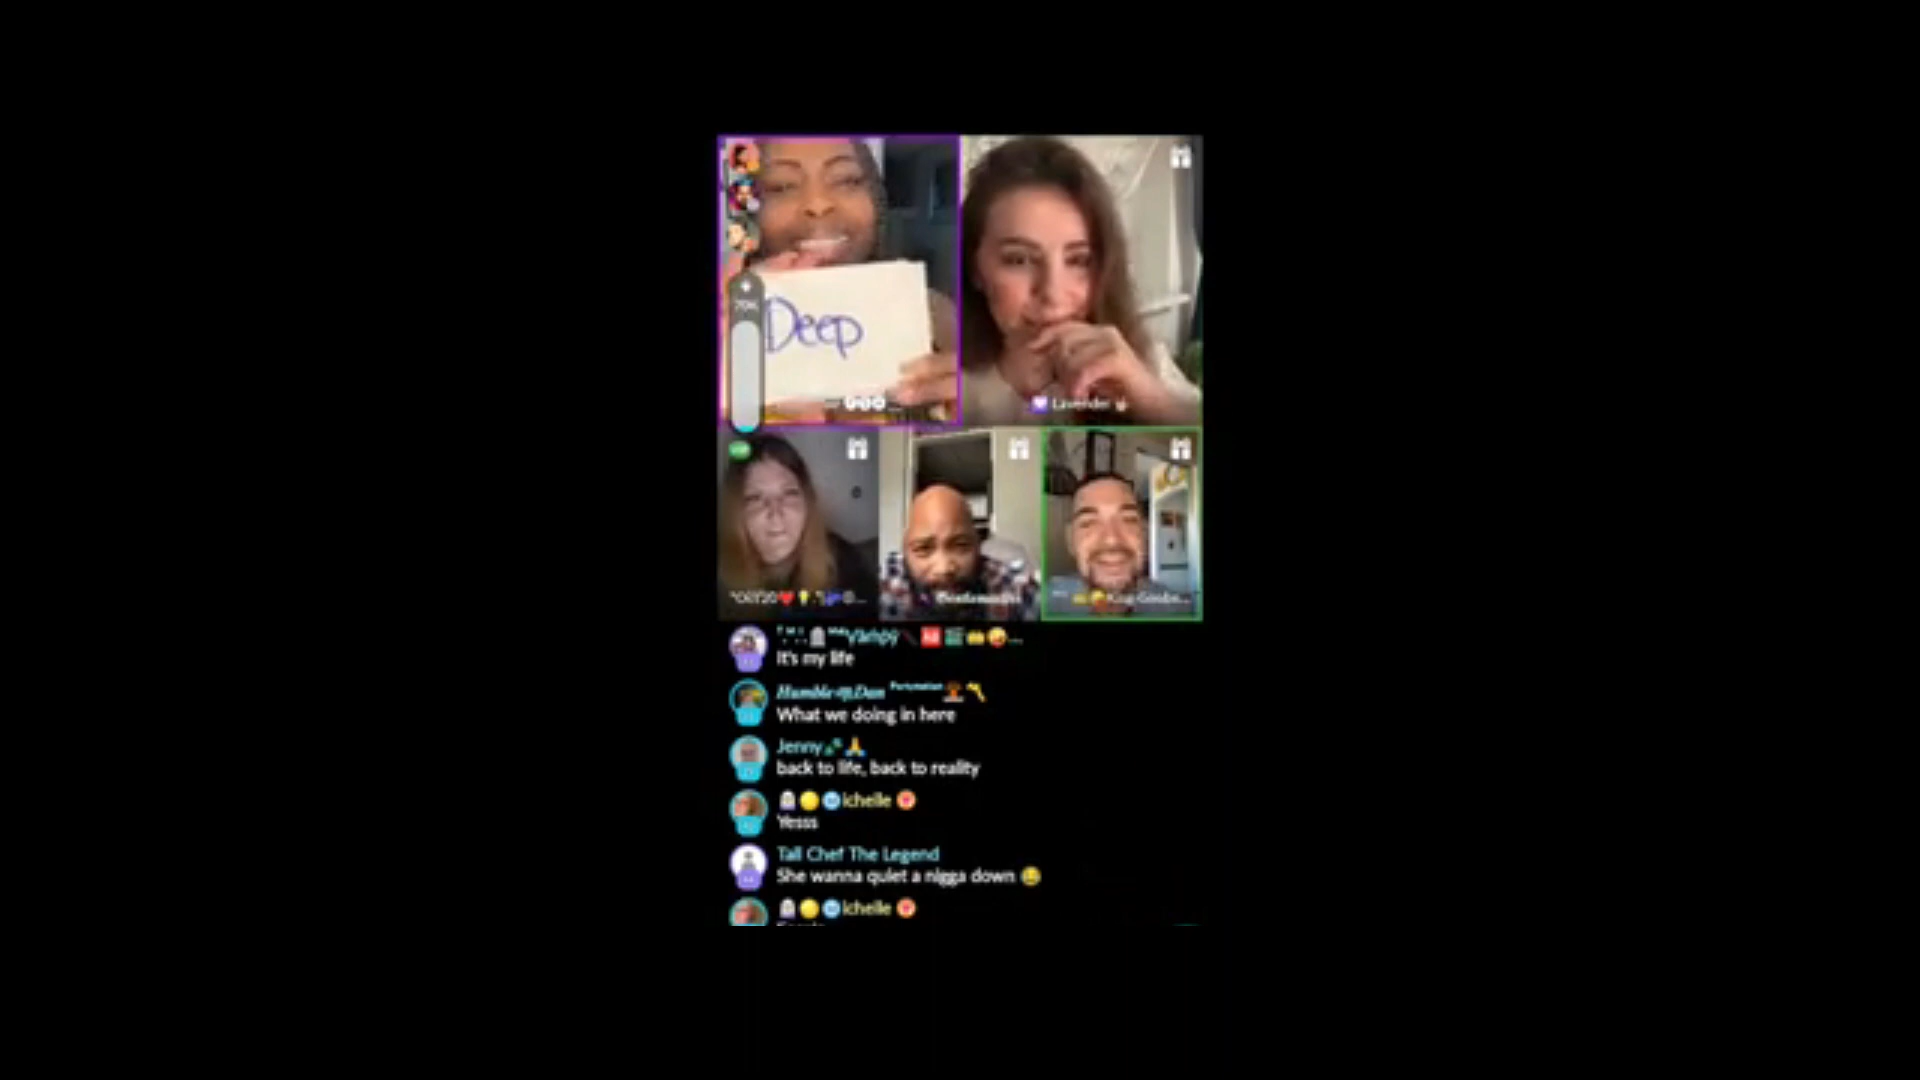 Deep
Lavender
Vampy
It's my life
Humble Dan
What we doing in here
Jenny
back to life, back to reality
ichelle
Yesss
Tall Chef The Legend
She wanna quiet a nigga down
ichelle